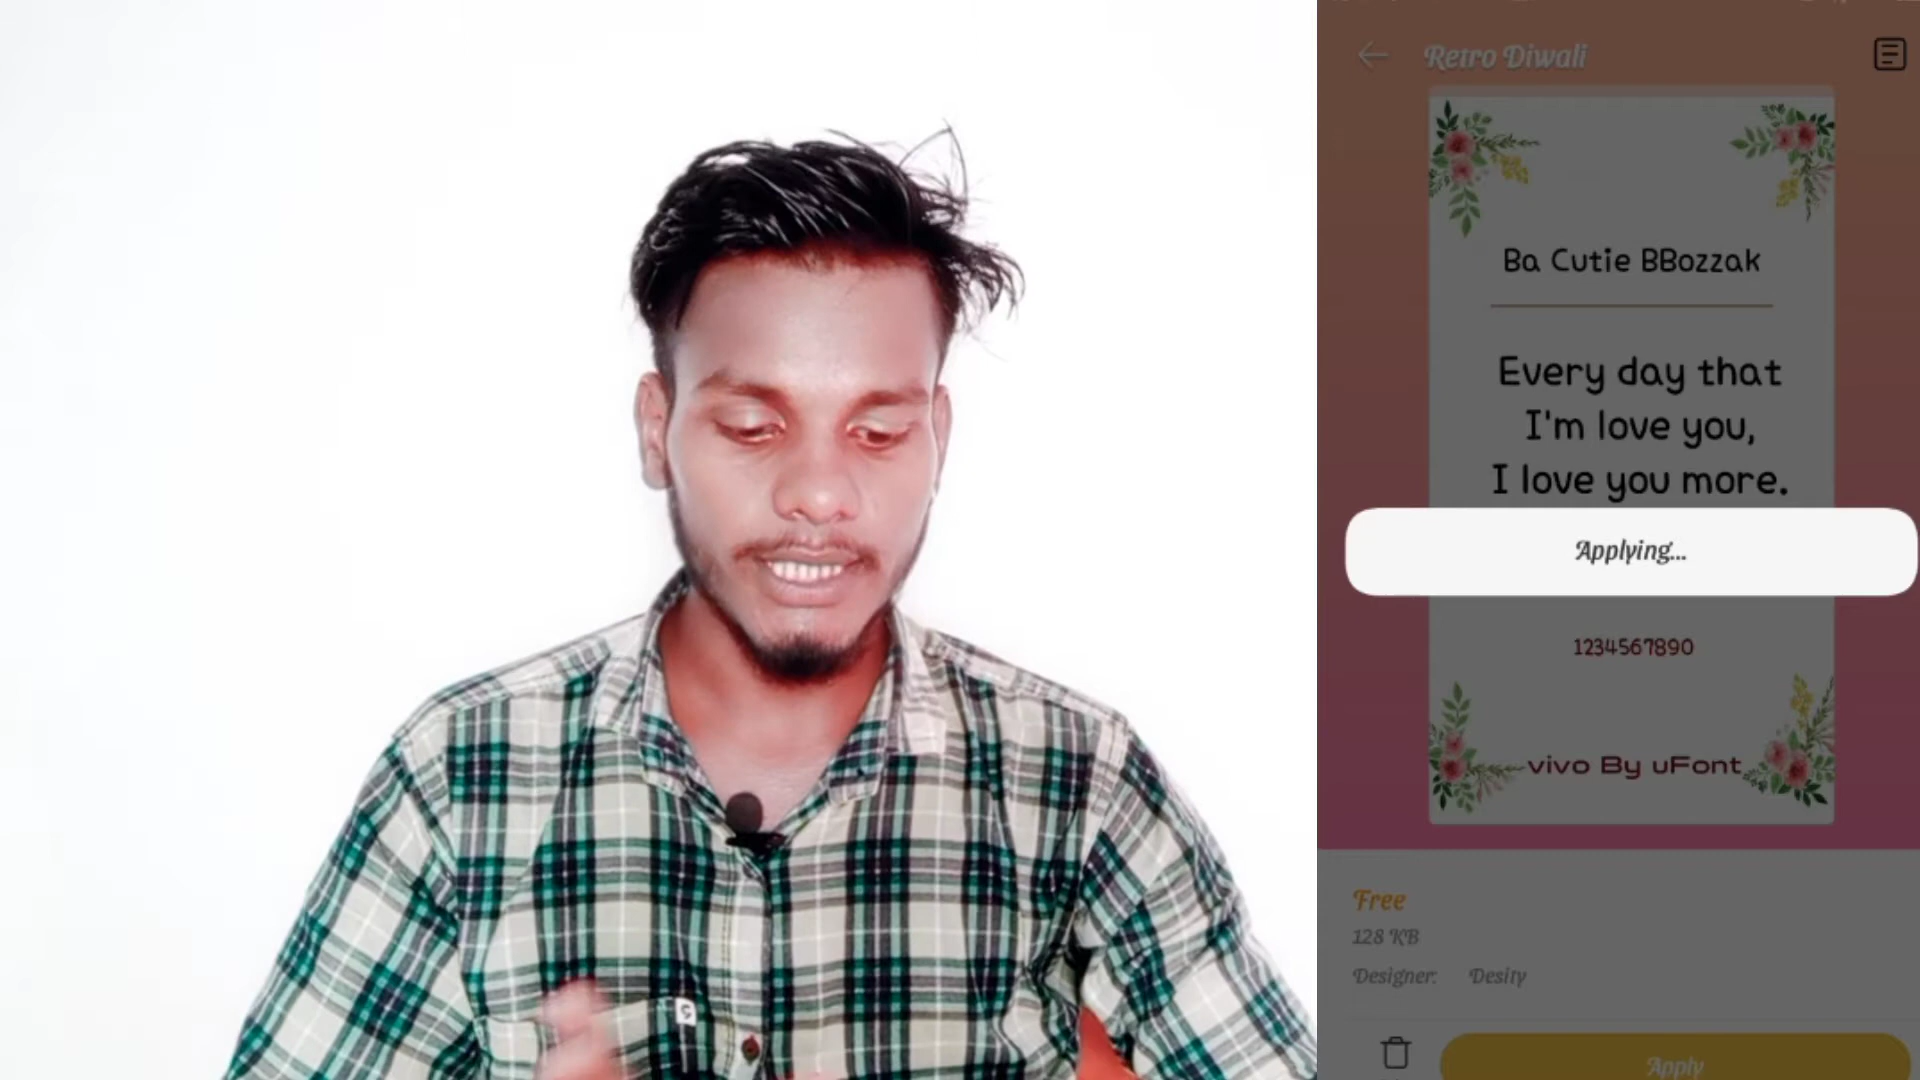 Retro Diwali
Ba Cutie BBozzak
Every day that
I'm love you,
I love you more.
Applying...
1234567890
vivo By uFont
Free
128 KB
Designer: Desity
Apply